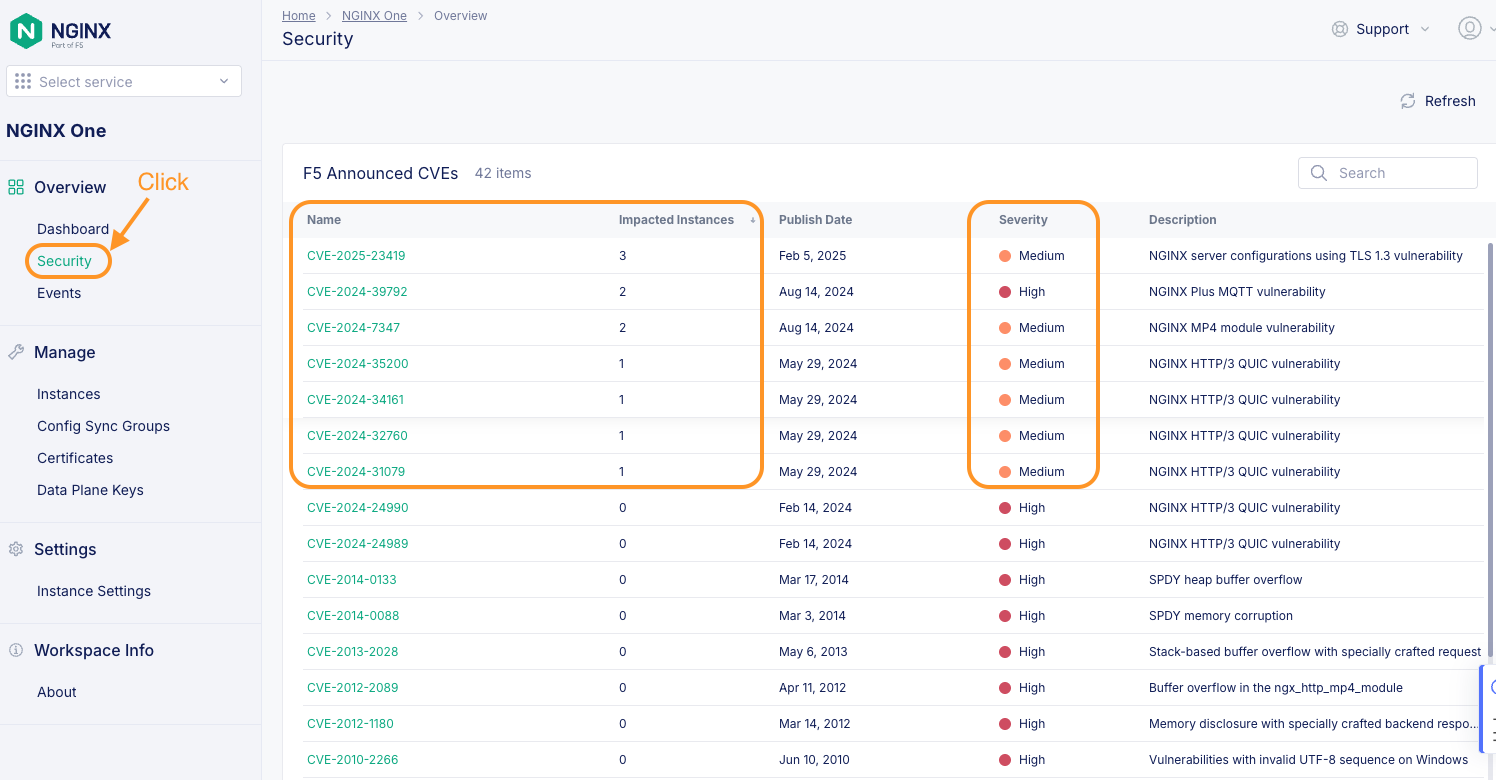 NGINX
Part of F5
Select service
NGINX One
Overview
Click
Dashboard
Security
Events
Manage
Instances
Config Sync Groups
Certificates
Data Plane Keys
Settings
Instance Settings
Workspace Info
About
Home > NGINX One > Overview
Security
Support
Refresh
F5 Announced CVEs 42 items
Search
Name Impacted Instances Publish Date Severity Description
CVE-2025-23419 3 Feb 5, 2025 Medium NGINX server configurations using TLS 1.3 vulnerability
CVE-2024-39792 2 Aug 14, 2024 High NGINX Plus MQTT vulnerability
CVE-2024-7347 2 Aug 14, 2024 Medium NGINX MP4 module vulnerability
CVE-2024-35200 1 May 29, 2024 Medium NGINX HTTP/3 QUIC vulnerability
CVE-2024-34161 1 May 29, 2024 Medium NGINX HTTP/3 QUIC vulnerability
CVE-2024-32760 1 May 29, 2024 Medium NGINX HTTP/3 QUIC vulnerability
CVE-2024-31079 1 May 29, 2024 Medium NGINX HTTP/3 QUIC vulnerability
CVE-2024-24990 0 Feb 14, 2024 High NGINX HTTP/3 QUIC vulnerability
CVE-2024-24989 0 Feb 14, 2024 High NGINX HTTP/3 QUIC vulnerability
CVE-2014-0133 0 Mar 17, 2014 High SPDY heap buffer overflow
CVE-2014-0088 0 Mar 3, 2014 High SPDY memory corruption
CVE-2013-2028 0 May 6, 2013 High Stack-based buffer overflow with specially crafted request
CVE-2012-2089 0 Apr 11, 2012 High Buffer overflow in the ngx_http_mp4_module
CVE-2012-1180 0 Mar 14, 2012 High Memory disclosure with specially crafted backend respo...
CVE-2010-2266 0 Jun 10, 2010 High Vulnerabilities with invalid UTF-8 sequence on Windows